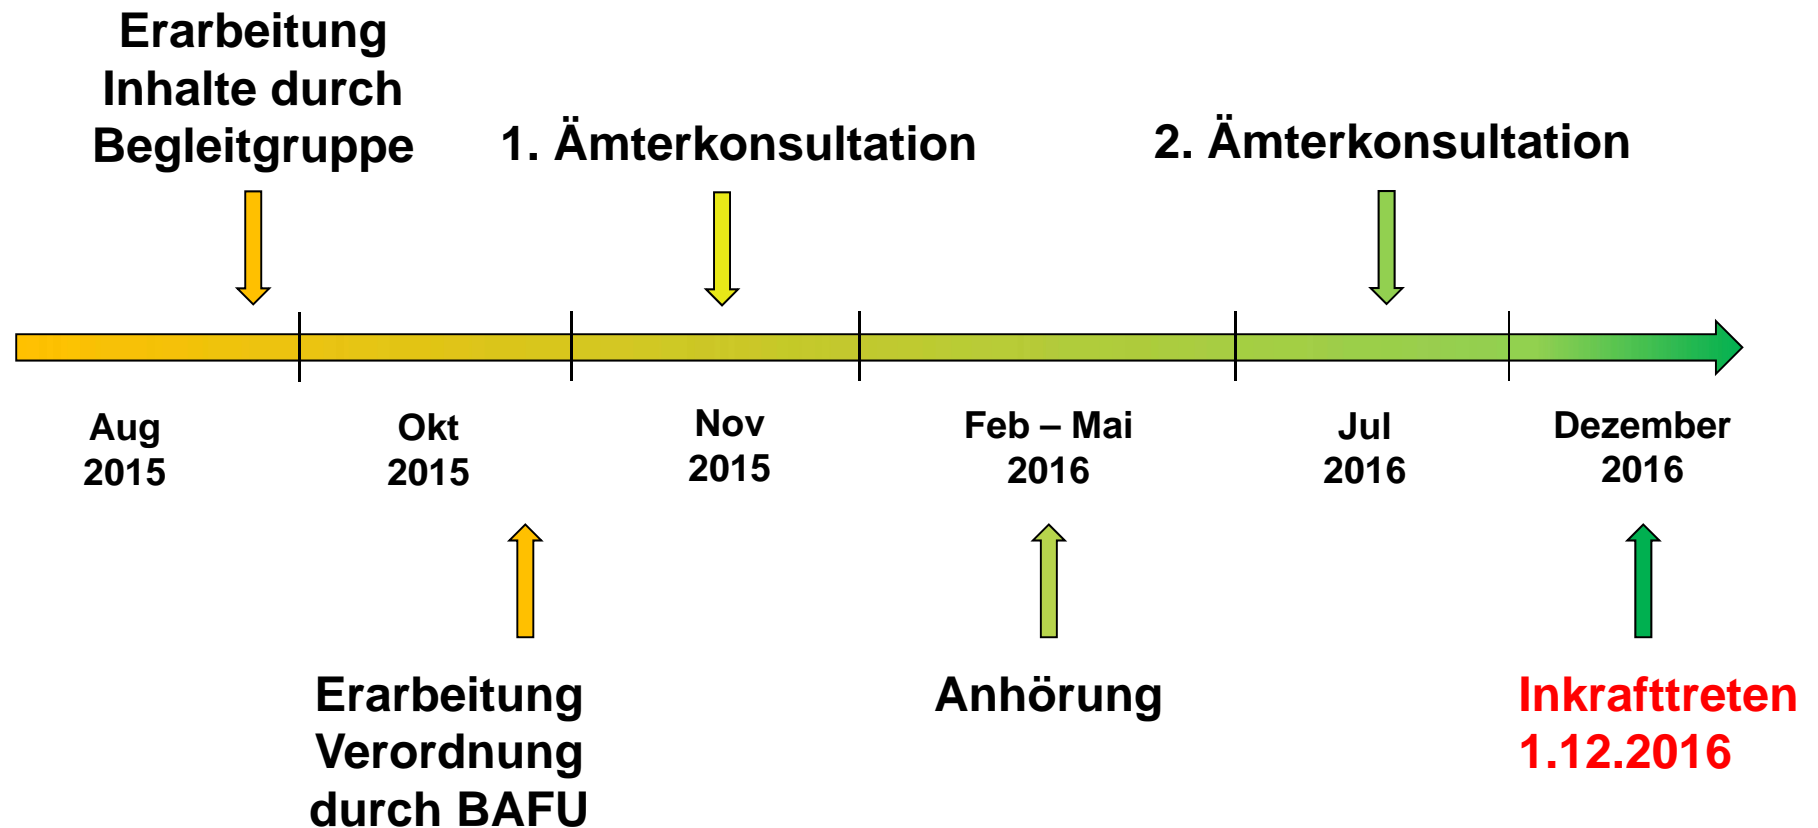 Erarbeitung
Inhalte durch
Begleitgruppe
1. Ämterkonsultation
2. Ämterkonsultation
Aug
2015
Okt
2015
Nov
2015
Feb – Mai
2016
Jul
2016
Dezember
2016
Erarbeitung
Verordnung
durch BAFU
Anhörung
Inkrafttreten
1.12.2016